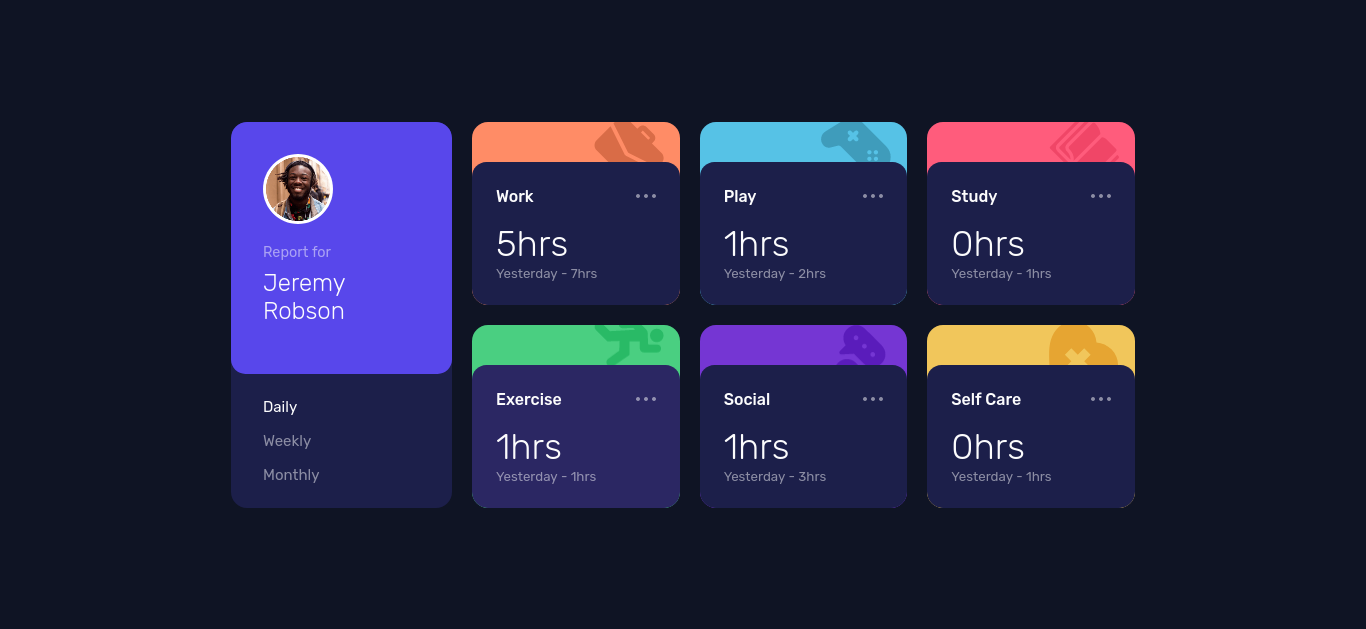 Report for
Jeremy
Robson
Daily
Weekly
Monthly
Work
5hrs
Yesterday - 7hrs
Play
1hrs
Yesterday - 2hrs
Study
0hrs
Yesterday - 1hrs
Exercise
1hrs
Yesterday - 1hrs
Social
1hrs
Yesterday - 3hrs
Self Care
0hrs
Yesterday - 1hrs